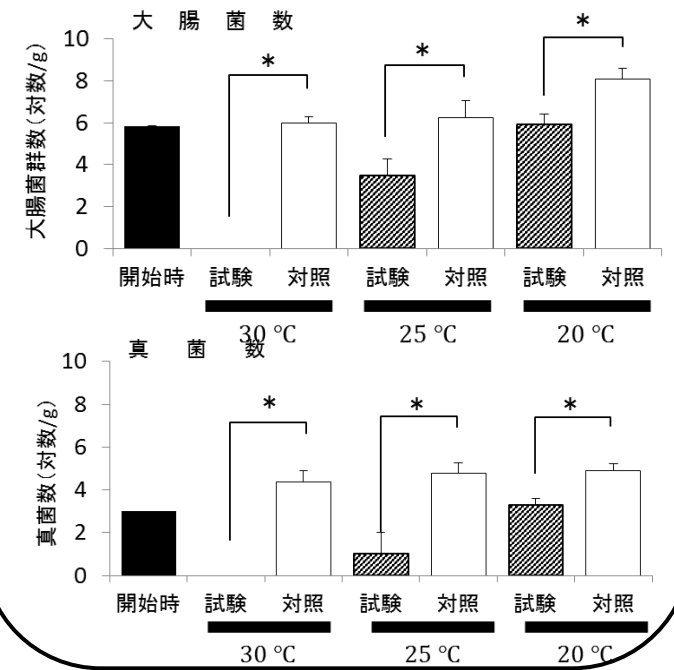 大 腸 菌 数
大腸菌群数(対数/g)
10
8
6
4
2
0
*
*
*
開始時 試験 対照 試験 対照 試験 対照
30 ℃ 25 ℃ 20 ℃
真 菌 数
真菌数(対数/g)
10
8
6
4
2
0
*
*
*
開始時 試験 対照 試験 対照 試験 対照
30 ℃ 25 ℃ 20 ℃